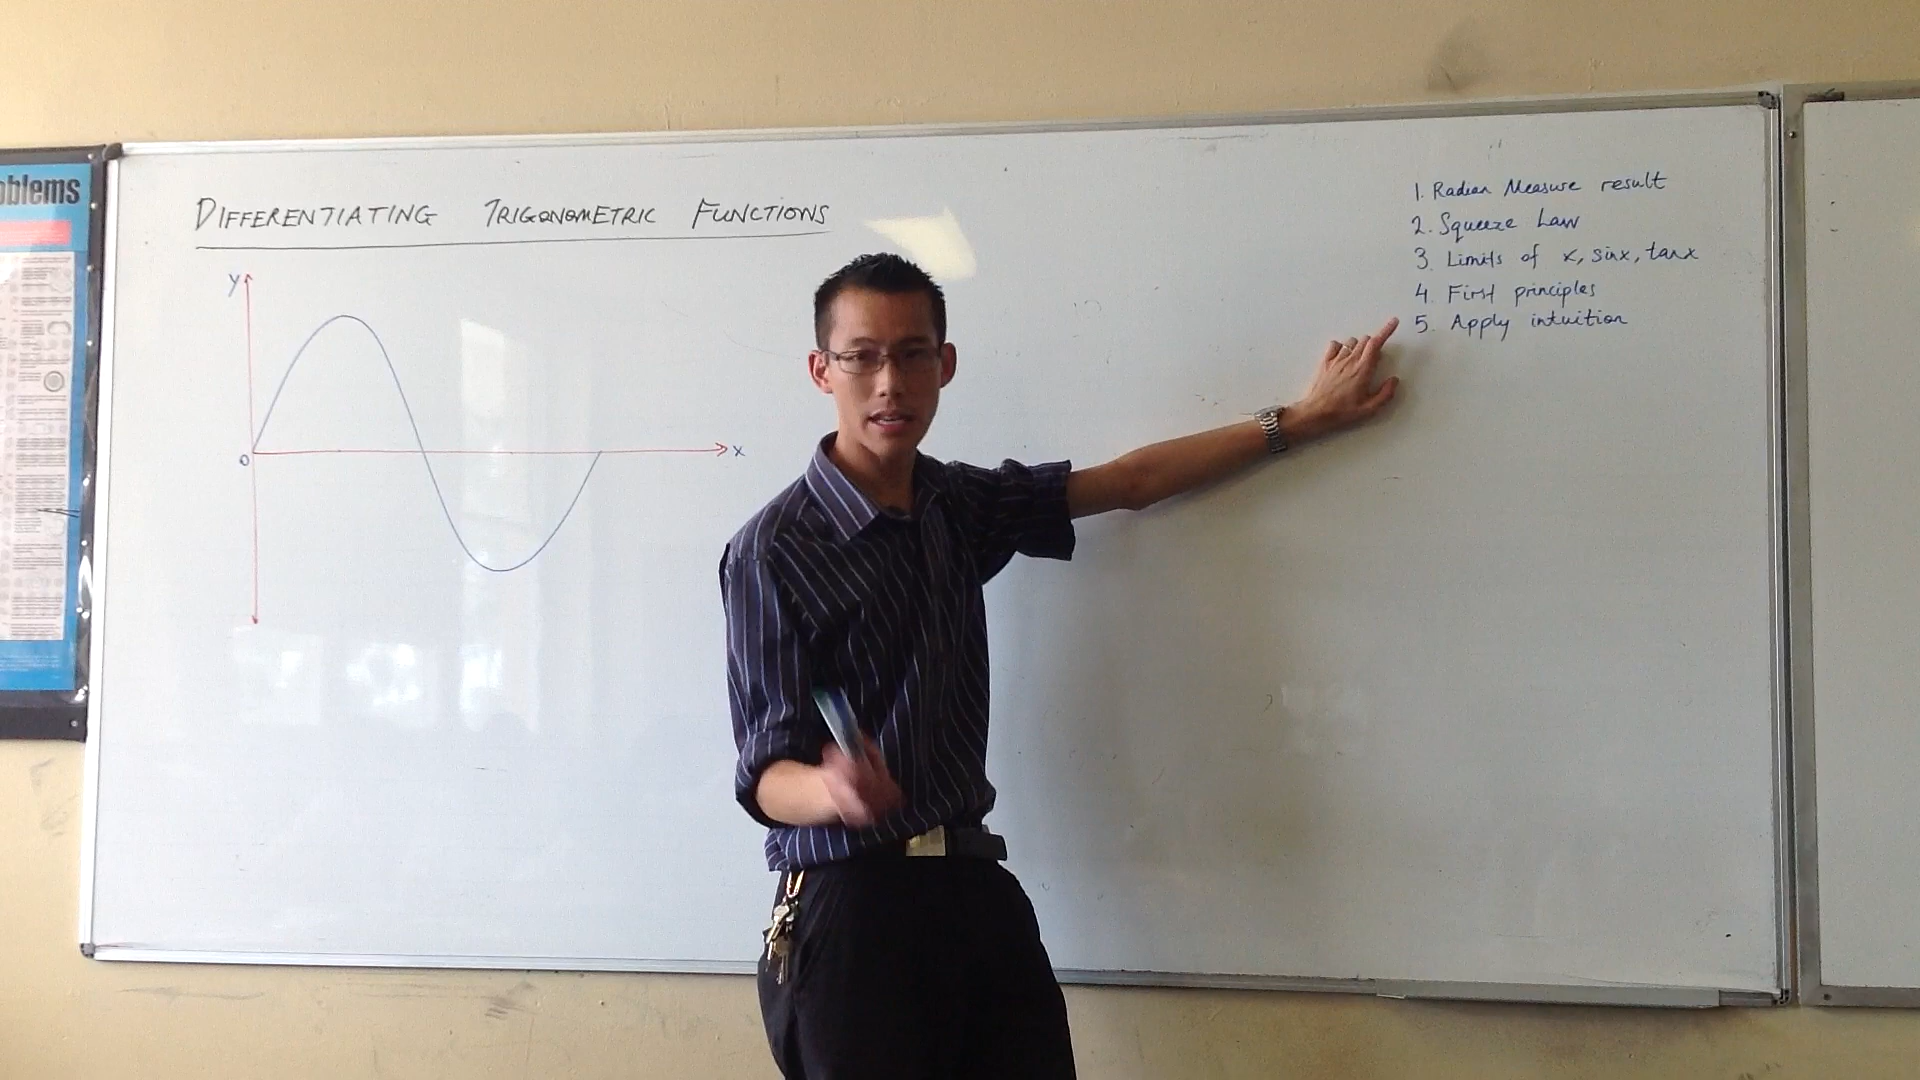 oblems
DIFFERENTIATING TRIGONOMETRIC FUNCTIONS
y
0
x
1. Radian Measure result
2. Squeeze Law
3. Limits of x, sinx, tanx
4. First principles
5. Apply intuition